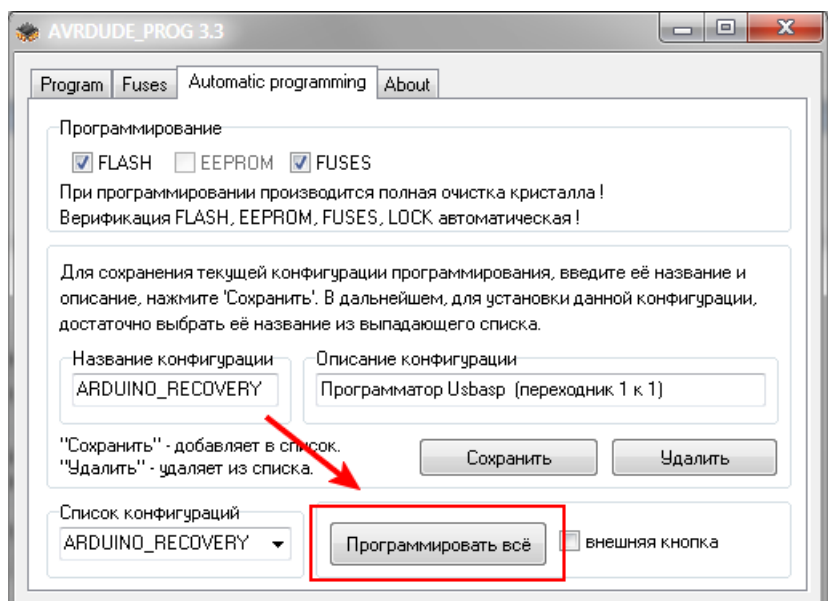 AVRDUDE_PROG 3.3
Program Fuses Automatic programming About
Программирование
FLASH EEPROM FUSES
При программировании производится полная очистка кристалла !
Верификация FLASH, EEPROM, FUSES, LOCK автоматическая !
Для сохранения текущей конфигурации программирования, введите её название и
описание, нажмите 'Сохранить'. В дальнейшем, для установки данной конфигурации,
достаточно выбрать её название из выпадающего списка.
Название конфигурации Описание конфигурации
ARDUINO_RECOVERY Программатор Usbasp (переходник 1 к 1)
"Сохранить" - добавляет в список.
"Удалить" - удаляет из списка.
Сохранить Удалить
Список конфигураций
ARDUINO_RECOVERY Программировать всё внешняя кнопка